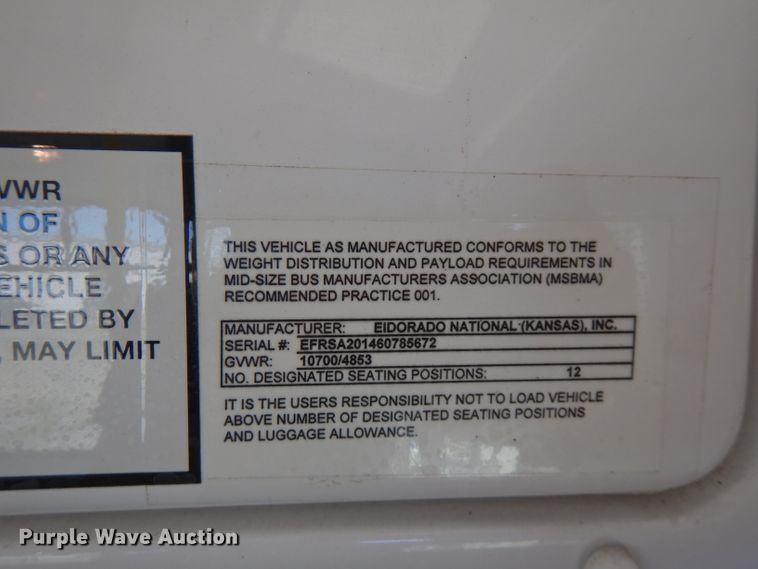 VWR
N OF
S OR ANY
EHICLE
LETED BY
, MAY LIMIT
THIS VEHICLE AS MANUFACTURED CONFORMS TO THE
WEIGHT DISTRIBUTION AND PAYLOAD REQUIREMENTS IN
MID-SIZE BUS MANUFACTURERS ASSOCIATION (MSBMA)
RECOMMENDED PRACTICE 001.
MANUFACTURER: ElDORADO NATIONAL (KANSAS), INC.
SERIAL #: EFRSA201460785672
GVWR: 10700/4853
NO. DESIGNATED SEATING POSITIONS: 12
IT IS THE USERS RESPONSIBILITY NOT TO LOAD VEHICLE
ABOVE NUMBER OF DESIGNATED SEATING POSITIONS
AND LUGGAGE ALLOWANCE.
Purple Wave Auction